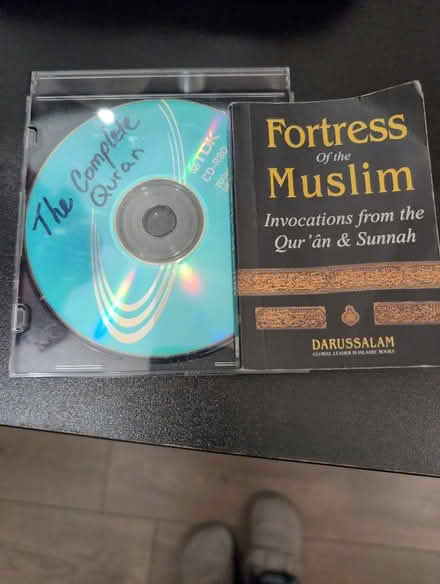 The Complete
Quran
TDK
CD-R80
Fortress
Of the
Muslim
Invocations from the
Qur'ân & Sunnah
DARUSSALAM
GLOBAL LEADER IN ISLAMIC BOOKS